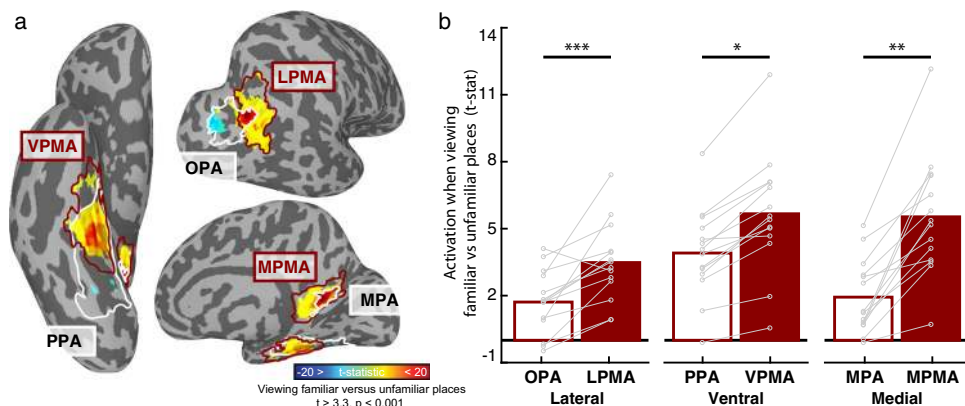 a
LPMA
VPMA
OPA
MPMA
MPA
PPA
-20 > t-statistic < 20
Viewing familiar versus unfamiliar places
t > 3.3, p < 0.001
b
Activation when viewing
familiar vs unfamiliar places (t-stat)
14
11
8
5
2
-1
*** * **
OPA LPMA PPA VPMA MPA MPMA
Lateral Ventral Medial